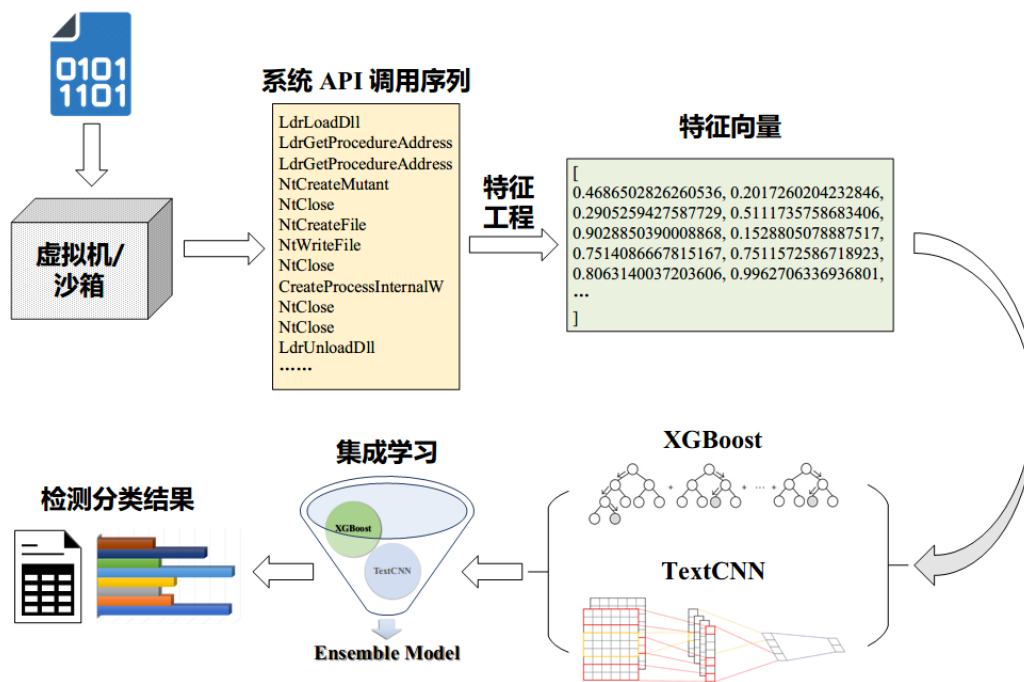 0101
1101
虚拟机/
沙箱
系统 API 调用序列
LdrLoadDll
LdrGetProcedureAddress
LdrGetProcedureAddress
NtCreateMutant
NtClose
NtCreateFile
NtWriteFile
NtClose
CreateProcessInternalW
NtClose
NtClose
LdrUnloadDll
……
特征
工程
特征向量
[
0.4686502826260536, 0.2017260204232846,
0.2905259427587729, 0.5111735758683406,
0.9028850390008868, 0.1528805078887517,
0.7514086667815167, 0.7511572586718923,
0.8063140037203606, 0.9962706336936801,
…
]
XGBoost
+ + ··· +
TextCNN
集成学习
XGBoost
TextCNN
Ensemble Model
检测分类结果